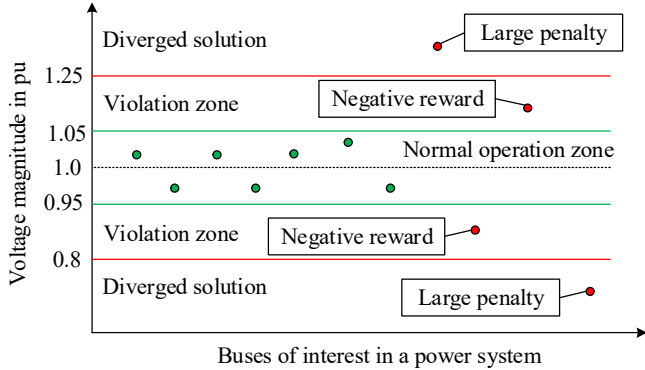 Voltage magnitude in pu
Diverged solution
Large penalty
1.25
Violation zone
Negative reward
1.05
Normal operation zone
1.0
0.95
Violation zone
Negative reward
0.8
Diverged solution
Large penalty
Buses of interest in a power system